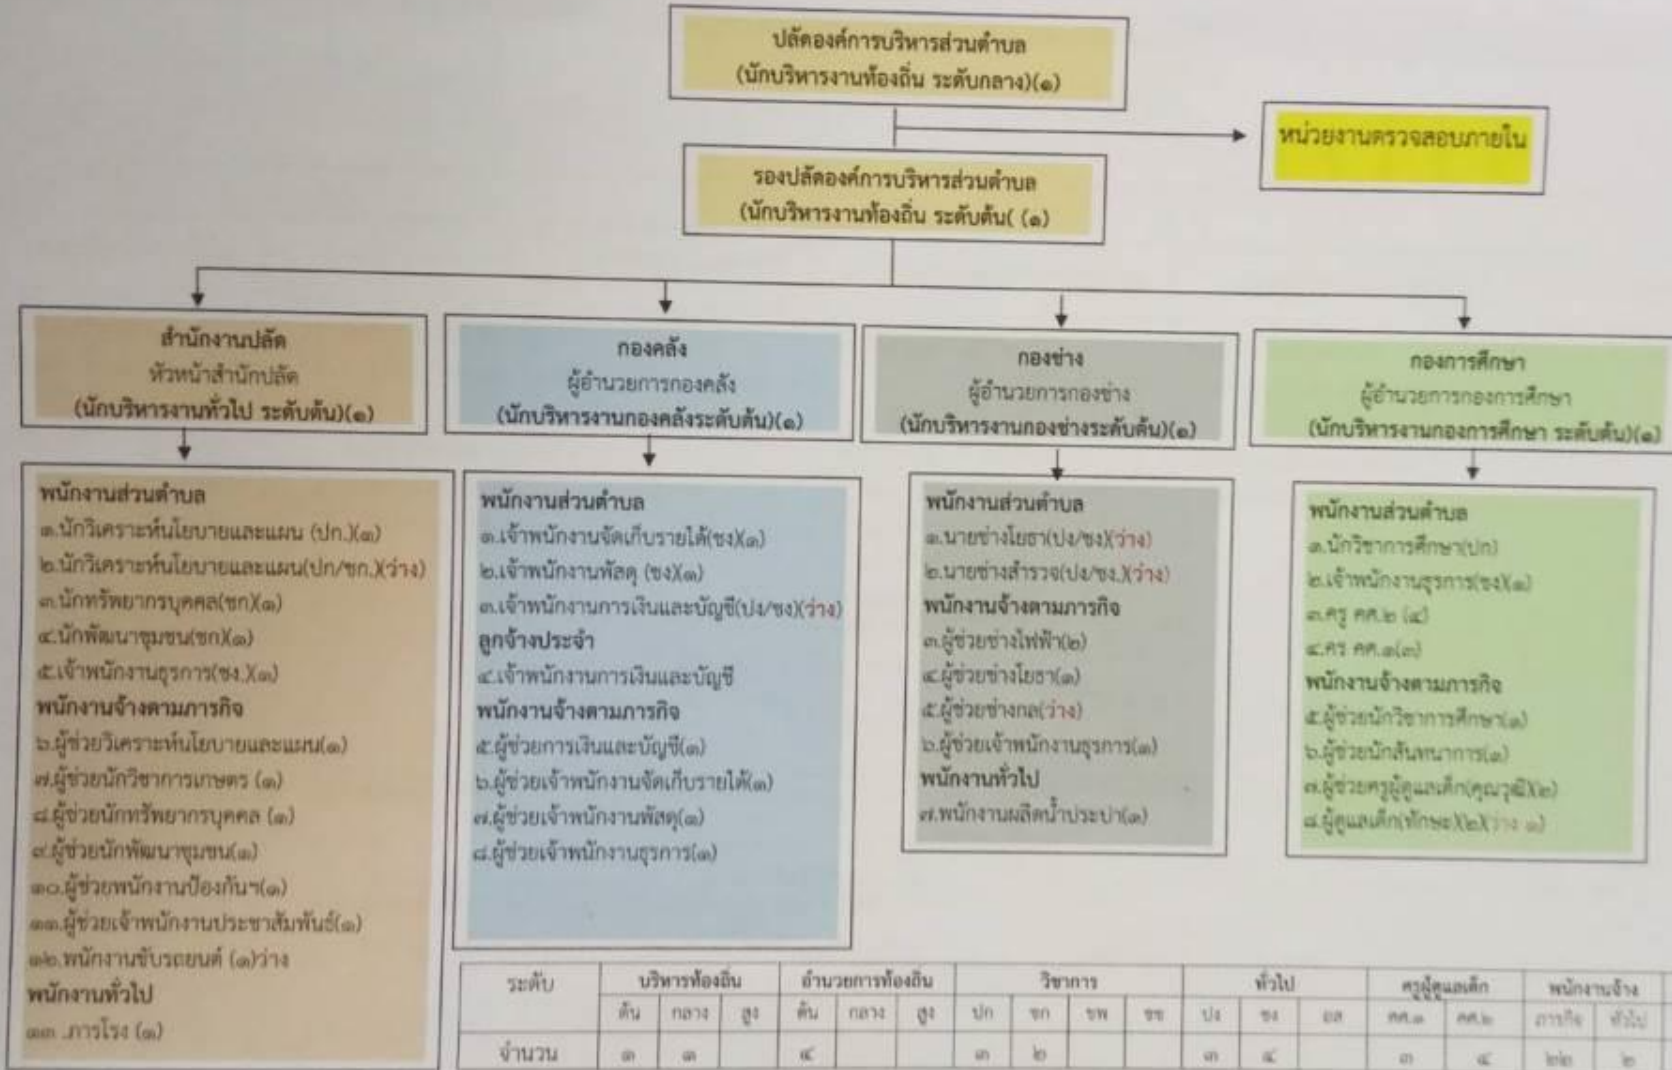 ปลัดองค์การบริหารส่วนตำบล
(นักบริหารงานท้องถิ่น ระดับกลาง)(๑)
หน่วยงานตรวจสอบภายใน
รองปลัดองค์การบริหารส่วนตำบล
(นักบริหารงานท้องถิ่น ระดับต้น( (๑)
สำนักงานปลัด
หัวหน้าสำนักปลัด
(นักบริหารงานทั่วไป ระดับต้น)(๑)
กองคลัง
ผู้อำนวยการกองคลัง
(นักบริหารงานกองคลังระดับต้น)(๑)
กองช่าง
ผู้อำนวยการกองช่าง
(นักบริหารงานกองช่างระดับต้น)(๑)
กองการศึกษา
ผู้อำนวยการกองการศึกษา
(นักบริหารงานกองการศึกษา ระดับต้น)(๑)
พนักงานส่วนตำบล
๑.นักวิเคราะห์นโยบายและแผน (ปก.)(๑)
๒.นักวิเคราะห์นโยบายและแผน(ปก/ชก.)(ว่าง)
๓.นักทรัพยากรบุคคล(ชก)(๑)
๔.นักพัฒนาชุมชน(ชก)(๑)
๕.เจ้าพนักงานธุรการ(ชง.)(๑)
พนักงานจ้างตามภารกิจ
๖.ผู้ช่วยวิเคราะห์นโยบายและแผน(๑)
๗.ผู้ช่วยนักวิชาการเกษตร (๑)
๘.ผู้ช่วยนักทรัพยากรบุคคล (๑)
๙.ผู้ช่วยนักพัฒนาชุมชน(๑)
๑๐.ผู้ช่วยพนักงานป้องกันฯ(๑)
๑๑.ผู้ช่วยเจ้าพนักงานประชาสัมพันธ์(๑)
๑๒.พนักงานขับรถยนต์ (๑)ว่าง
พนักงานทั่วไป
๑๓ .ภารโรง (๑)
พนักงานส่วนตำบล
๑.เจ้าพนักงานจัดเก็บรายได้(ชง)(๑)
๒.เจ้าพนักงานพัสดุ (ชง)(๑)
๓.เจ้าพนักงานการเงินและบัญชี(ปง/ชง)(ว่าง)
ลูกจ้างประจำ
๔.เจ้าพนักงานการเงินและบัญชี
พนักงานจ้างตามภารกิจ
๕.ผู้ช่วยการเงินและบัญชี(๑)
๖.ผู้ช่วยเจ้าพนักงานจัดเก็บรายได้(๑)
๗.ผู้ช่วยเจ้าพนักงานพัสดุ(๑)
๘.ผู้ช่วยเจ้าพนักงานธุรการ(๑)
พนักงานส่วนตำบล
๑.นายช่างโยธา(ปง/ชง)(ว่าง)
๒.นายช่างสำรวจ(ปง/ชง.)(ว่าง)
พนักงานจ้างตามภารกิจ
๓.ผู้ช่วยช่างไฟฟ้า(๒)
๔.ผู้ช่วยช่างโยธา(๑)
๕.ผู้ช่วยช่างกล(ว่าง)
๖.ผู้ช่วยเจ้าพนักงานธุรการ(๑)
พนักงานทั่วไป
๗.พนักงานผลิตน้ำประปา(๑)
พนักงานส่วนตำบล
๑.นักวิชาการศึกษา(ปก)
๒.เจ้าพนักงานธุรการ(ชง)(๑)
๓.ครู คศ.๒ (๔)
๔.คร คศ.๑(๓)
พนักงานจ้างตามภารกิจ
๕.ผู้ช่วยนักวิชาการศึกษา(๑)
๖.ผู้ช่วยนักสันทนาการ(๑)
๗.ผู้ช่วยครูผู้ดูแลเด็ก(คุณวุฒิ)(๒)
๘.ผู้ดูแลเด็ก(ทักษะ)(๒)(ว่าง ๑)
ระดับ บริหารท้องถิ่น อำนวยการท้องถิ่น วิชาการ ทั่วไป ครูผู้ดูแลเด็ก พนักงานจ้าง
ต้น กลาง สูง ต้น กลาง สูง ปก ชก ชพ ชช ปง ชง อส คศ.๑ คศ.๒ ภารกิจ ทั่วไป
จำนวน ๑ ๑ ๔ ๓ ๒ ๓ ๔ ๓ ๔ ๒๒ ๒